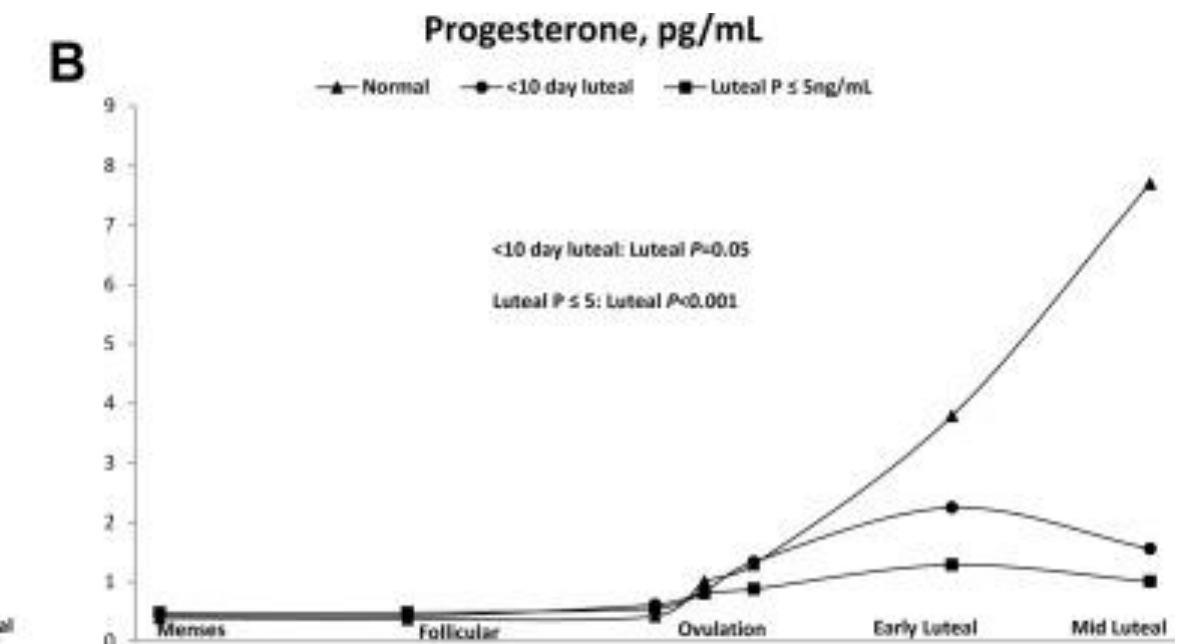 Progesterone, pg/mL
B
Normal <10 day luteal Luteal P ≤ 5ng/mL
9
8
7
<10 day luteal: Luteal P=0.05
6
Luteal P ≤ 5: Luteal P<0.001
5
4
3
2
1
al
0
Menses Follicular Ovulation Early Luteal Mid Luteal